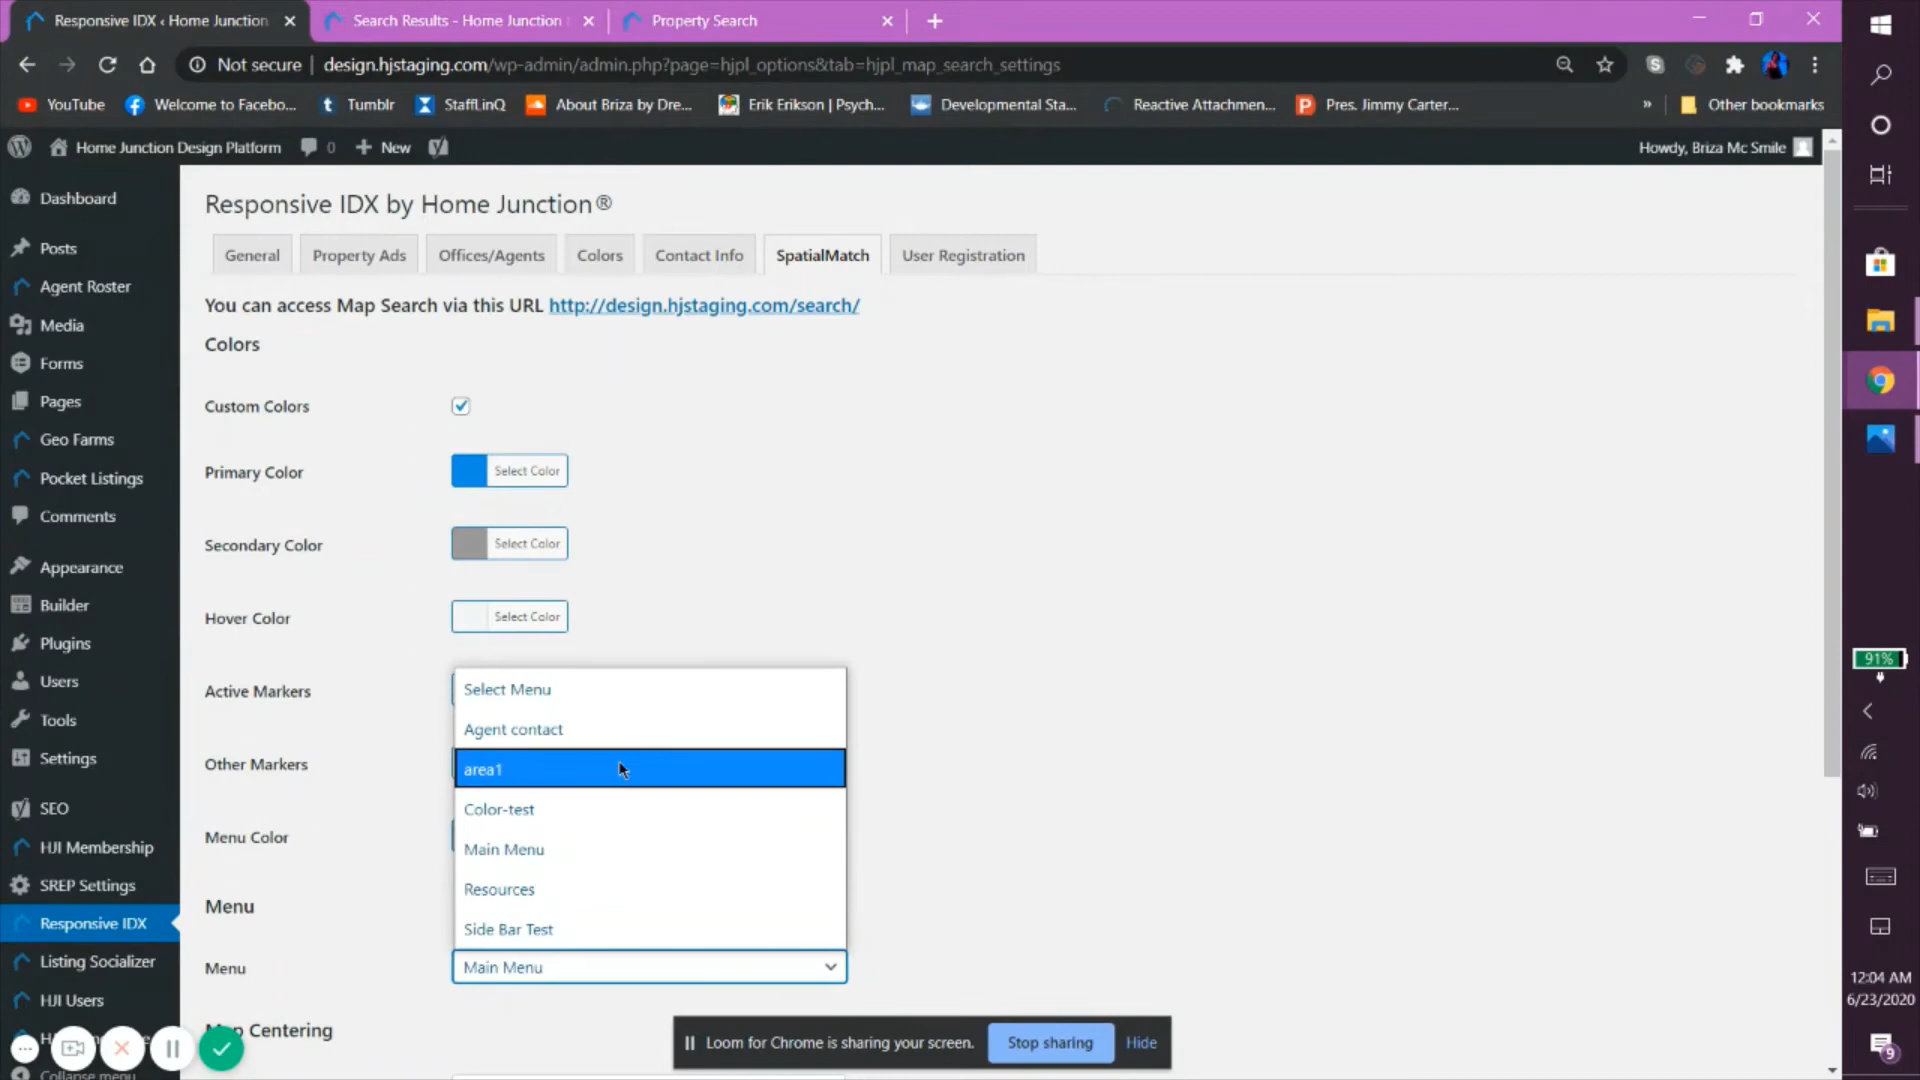 Responsive IDX ‹ Home Junction
Search Results - Home Junction
Property Search
Not secure | design.hjstaging.com/wp-admin/admin.php?page=hjpl_options&tab=hjpl_map_search_settings
YouTube
Welcome to Facebo...
Tumblr
StaffLinQ
About Briza by Dre...
Erik Erikson | Psych...
Developmental Sta...
Reactive Attachmen...
Pres. Jimmy Carter...
»
Other bookmarks
Home Junction Design Platform
0
New
Howdy, Briza Mc Smile
Dashboard
Posts
Agent Roster
Media
Forms
Pages
Geo Farms
Pocket Listings
Comments
Appearance
Builder
Plugins
Users
Tools
Settings
SEO
HJI Membership
SREP Settings
Responsive IDX
Listing Socializer
HJI Users
Collapse menu
Responsive IDX by Home Junction®
General
Property Ads
Offices/Agents
Colors
Contact Info
SpatialMatch
User Registration
You can access Map Search via this URL http://design.hjstaging.com/search/
Colors
Custom Colors
Primary Color
Select Color
Secondary Color
Select Color
Hover Color
Select Color
Active Markers
Other Markers
Menu Color
Select Menu
Agent contact
area1
Color-test
Main Menu
Resources
Side Bar Test
Menu
Menu
Main Menu
Map Centering
Loom for Chrome is sharing your screen.
Stop sharing
Hide
91%
12:04 AM
6/23/2020
9